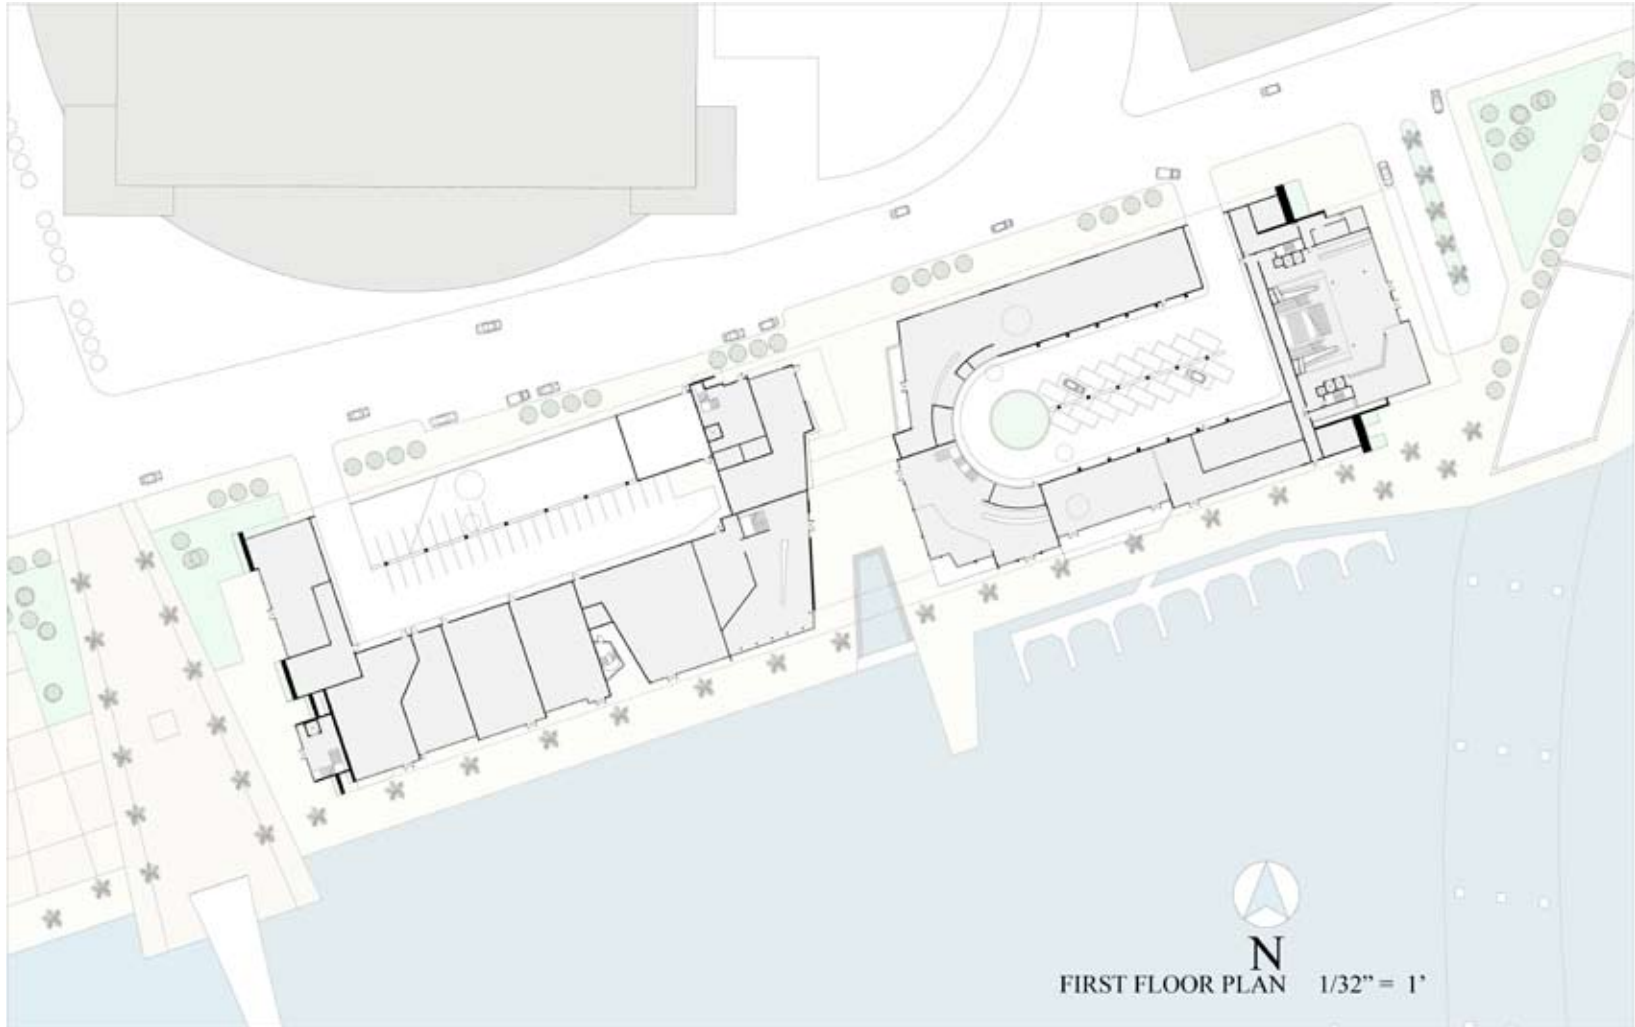 N
FIRST FLOOR PLAN 1/32" = 1'